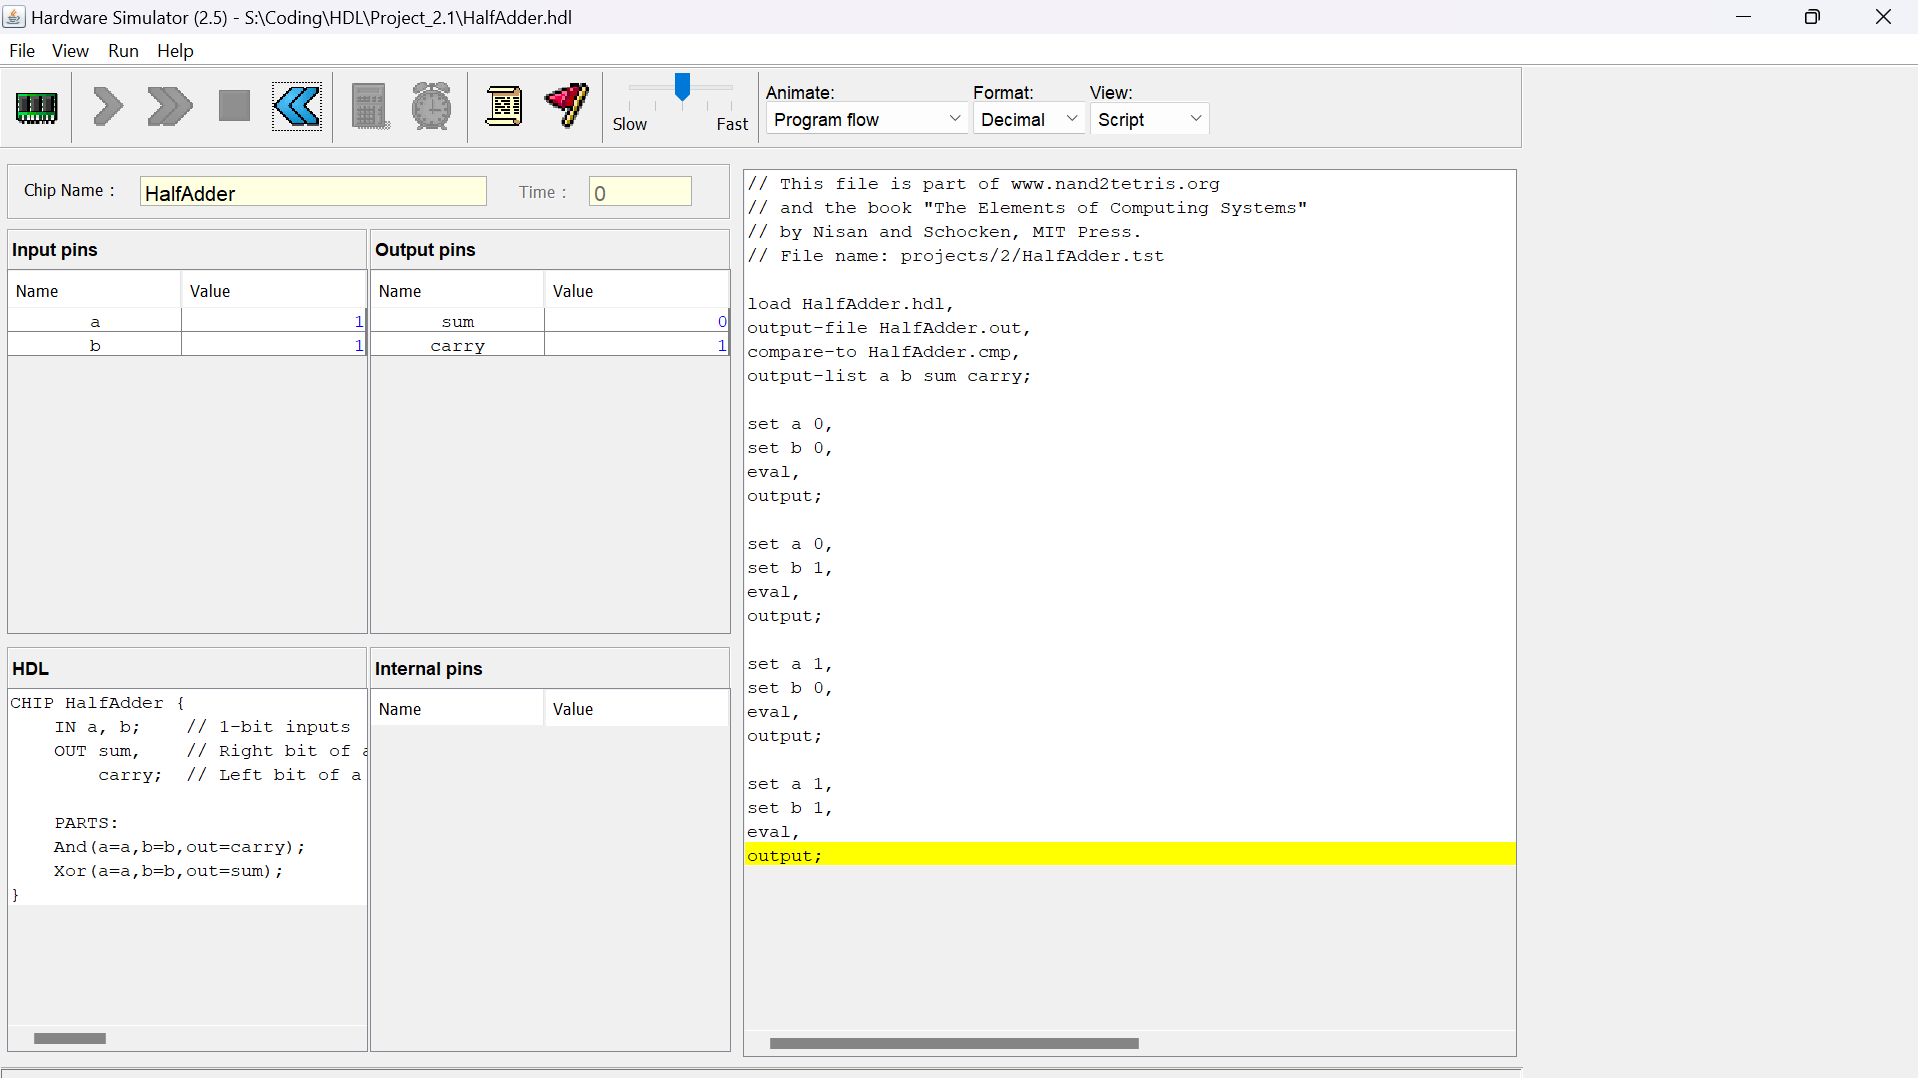 Hardware Simulator (2.5) - S:\Coding\HDL\Project_2.1\HalfAdder.hdl
File View Run Help
Slow Fast
Animate: Format: View:
Program flow Decimal Script
Chip Name : HalfAdder Time : 0
Input pins
Name Value
a 1
b 1
Output pins
Name Value
sum 0
carry 1
HDL
CHIP HalfAdder {
    IN a, b;    // 1-bit inputs
    OUT sum,    // Right bit of a
        carry;  // Left bit of a
    PARTS:
    And(a=a,b=b,out=carry);
    Xor(a=a,b=b,out=sum);
}
Internal pins
Name Value
// This file is part of www.nand2tetris.org
// and the book "The Elements of Computing Systems"
// by Nisan and Schocken, MIT Press.
// File name: projects/2/HalfAdder.tst
load HalfAdder.hdl,
output-file HalfAdder.out,
compare-to HalfAdder.cmp,
output-list a b sum carry;
set a 0,
set b 0,
eval,
output;
set a 0,
set b 1,
eval,
output;
set a 1,
set b 0,
eval,
output;
set a 1,
set b 1,
eval,
output;